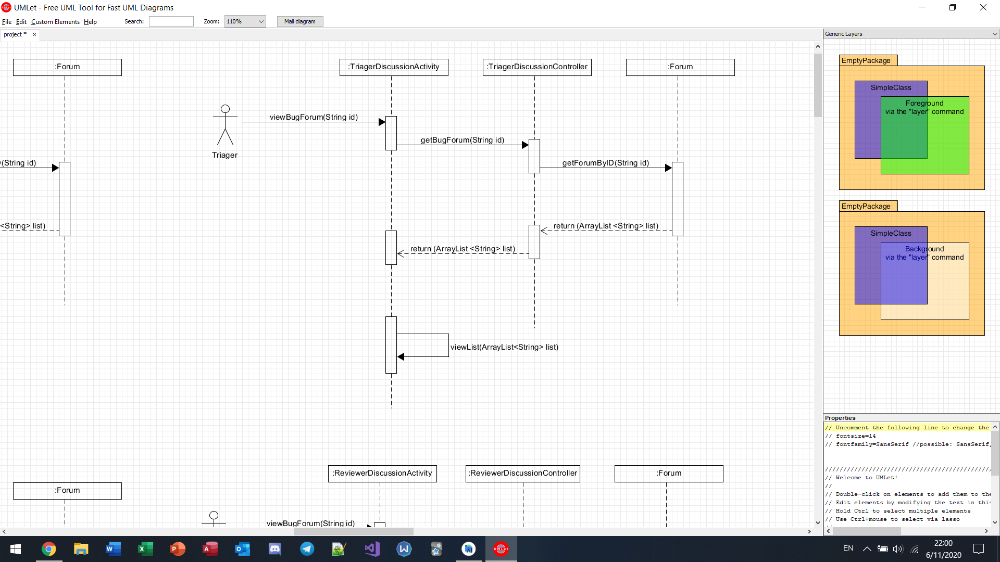 UMLet - Free UML Tool for Fast UML Diagrams
File Edit Custom Elements Help Search: Zoom: 110% Mail diagram
project *
:Forum
:TriagerDiscussionActivity
:TriagerDiscussionController
:Forum
viewBugForum(String id)
getBugForum(String id)
Triager
(String id)
getForumByID(String id)
<String> list)
return (ArrayList <String> list)
return (ArrayList <String> list)
viewList(ArrayList<String> list)
:ReviewerDiscussionActivity
:ReviewerDiscussionController
:Forum
:Forum
viewBugForum(String id)
Generic Layers
EmptyPackage
SimpleClass
Foreground
via the "layer" command
EmptyPackage
SimpleClass
Background
via the "layer" command
Properties
// Uncomment the following line to change the
// fontsize=14
// fontfamily=SansSerif //possible: SansSerif,
//////////////////////////////////////////////
// Welcome to UMLet!
//
// Double-click on elements to add them to the
// Edit elements by modifying the text in this
// Hold Ctrl to select multiple elements
// Use Ctrl+mouse to select via lasso
EN
22:00
6/11/2020